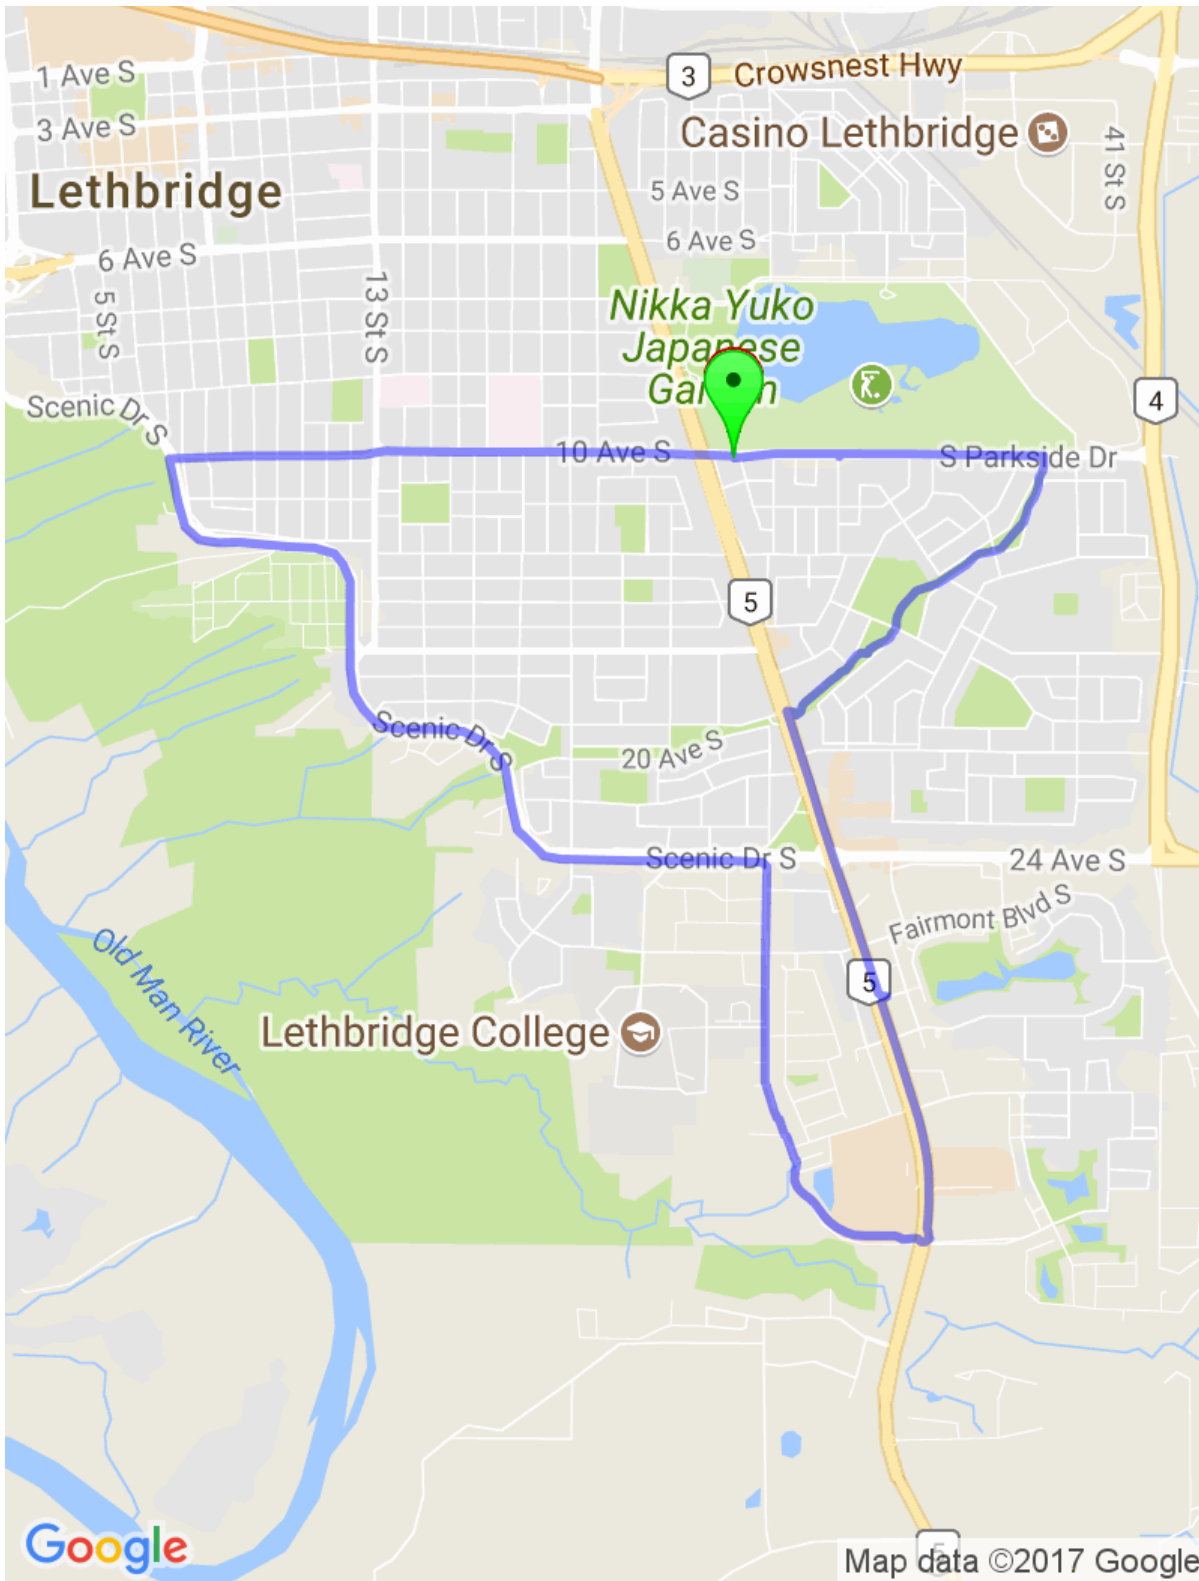 1 Ave S
3
Crowsnest Hwy
3 Ave S
Casino Lethbridge
41 St S
Lethbridge
5 Ave S
6 Ave S
6 Ave S
5 St S
13 St S
Nikka Yuko
Japanese
Garden
Scenic Dr S
4
10 Ave S
S Parkside Dr
5
Scenic Dr S
20 Ave S
Scenic Dr S
24 Ave S
Fairmont Blvd S
Old Man River
5
Lethbridge College
5
Google
Map data ©2017 Google